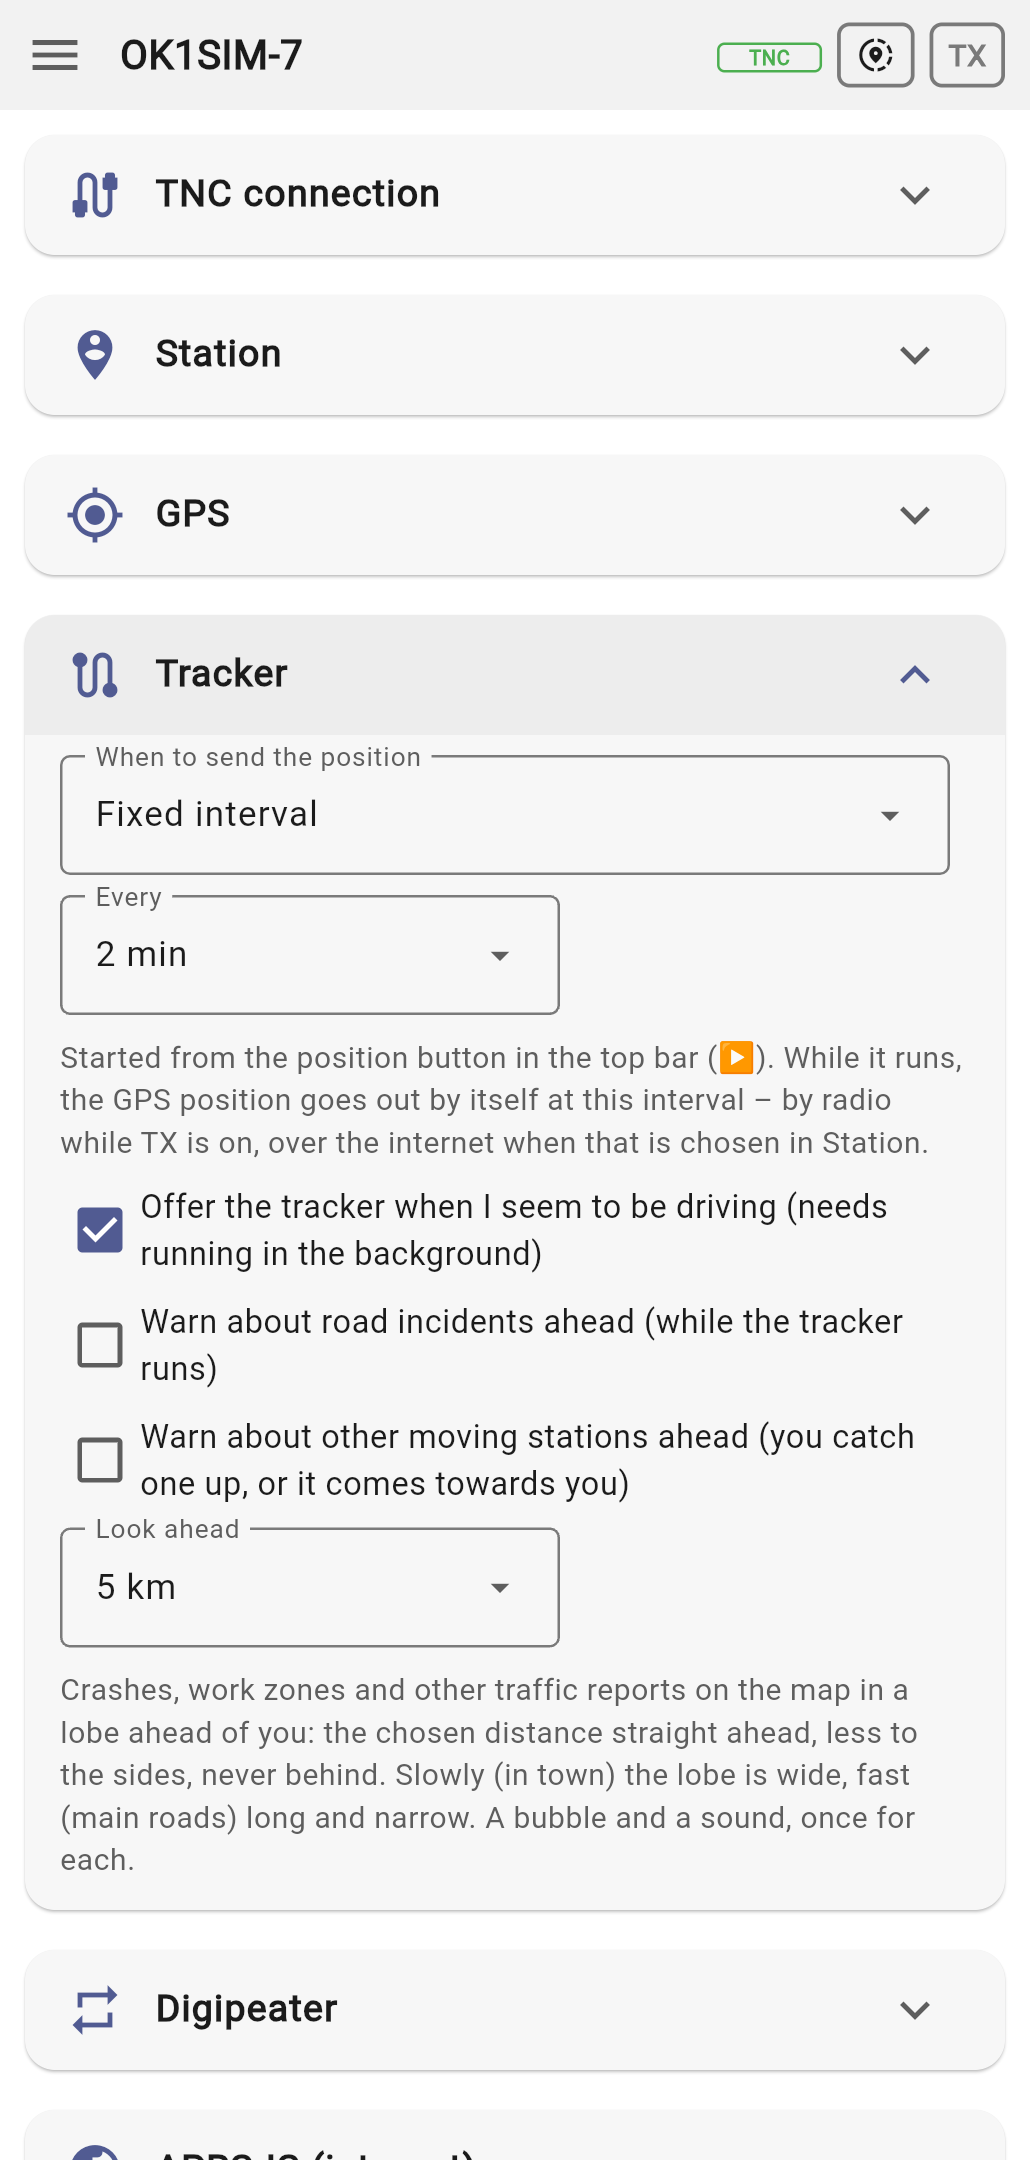 OK1SIM-7
TNC
TX
TNC connection
Station
GPS
Tracker
When to send the position
Fixed interval
Every
2 min
Started from the position button in the top bar (▶️). While it runs,
the GPS position goes out by itself at this interval – by radio
while TX is on, over the internet when that is chosen in Station.
Offer the tracker when I seem to be driving (needs
running in the background)
Warn about road incidents ahead (while the tracker
runs)
Warn about other moving stations ahead (you catch
one up, or it comes towards you)
Look ahead
5 km
Crashes, work zones and other traffic reports on the map in a
lobe ahead of you: the chosen distance straight ahead, less to
the sides, never behind. Slowly (in town) the lobe is wide, fast
(main roads) long and narrow. A bubble and a sound, once for
each.
Digipeater